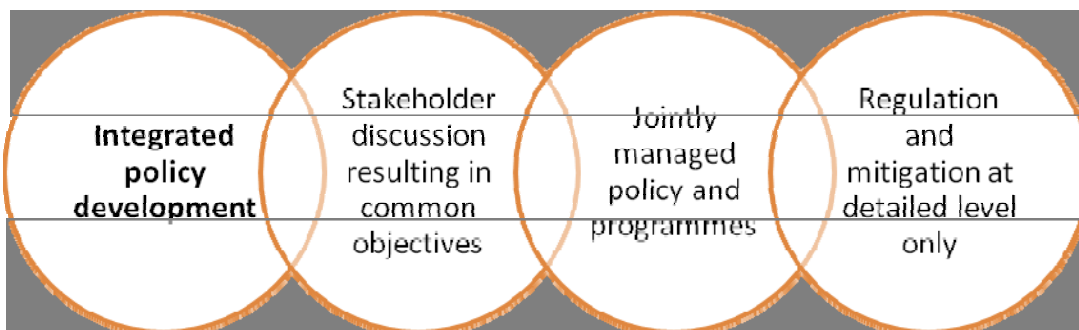 Integrated
policy
development
Stakeholder
discussion
resulting in
common
objectives
Jointly
managed
policy and
programmes
Regulation
and
mitigation at
detailed level
only